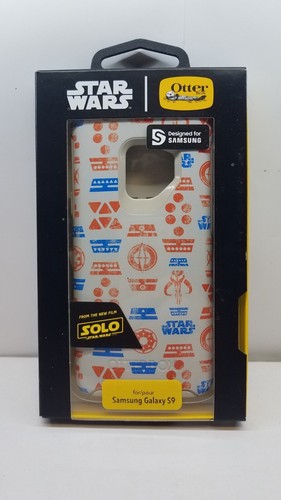 STAR
WARS
Otter
BOX
S
Designed for
SAMSUNG
STAR
WARS
FROM THE NEW FILM
SOLO
STAR WARS
for/pour
Samsung Galaxy S9